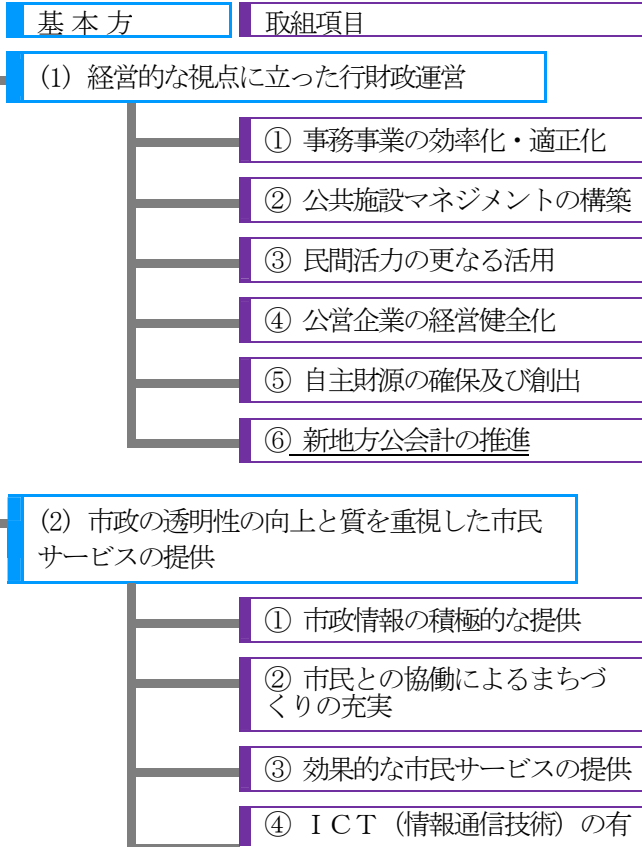 基本方
取組項目
(1) 経営的な視点に立った行財政運営
① 事務事業の効率化・適正化
② 公共施設マネジメントの構築
③ 民間活力の更なる活用
④ 公営企業の経営健全化
⑤ 自主財源の確保及び創出
⑥ 新地方公会計の推進
(2) 市政の透明性の向上と質を重視した市民
サービスの提供
① 市政情報の積極的な提供
② 市民との協働によるまちづ
くりの充実
③ 効果的な市民サービスの提供
④ ＩＣＴ（情報通信技術）の有